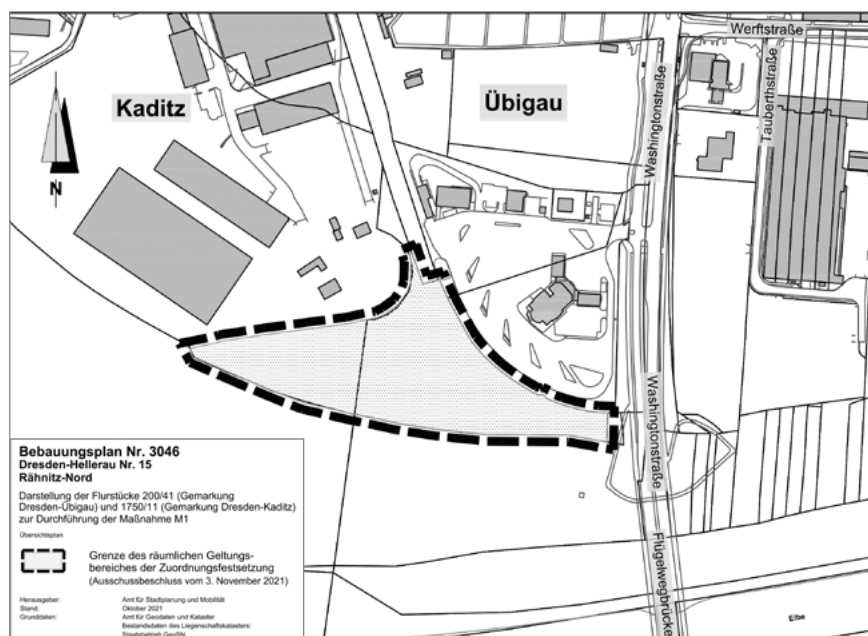 Werftstraße
Kaditz
Übigau
Washingtonstraße
Tauberthstraße
N
Washingtonstraße
Flügelwegbrücke
Elbe
Bebauungsplan Nr. 3046
Dresden-Hellerau Nr. 15
Rähnitz-Nord
Darstellung der Flurstücke 200/41 (Gemarkung
Dresden-Übigau) und 1750/11 (Gemarkung Dresden-Kaditz)
zur Durchführung der Maßnahme M1
Übersichtsplan
Grenze des räumlichen Geltungs-
bereiches der Zuordnungsfestsetzung
(Ausschussbeschluss vom 3. November 2021)
Herausgeber: Amt für Stadtplanung und Mobilität
Stand: Oktober 2021
Grunddaten: Amt für Geodaten und Kataster
Bestandsdaten des Liegenschaftskatasters:
Staatsbetrieb GeoSN